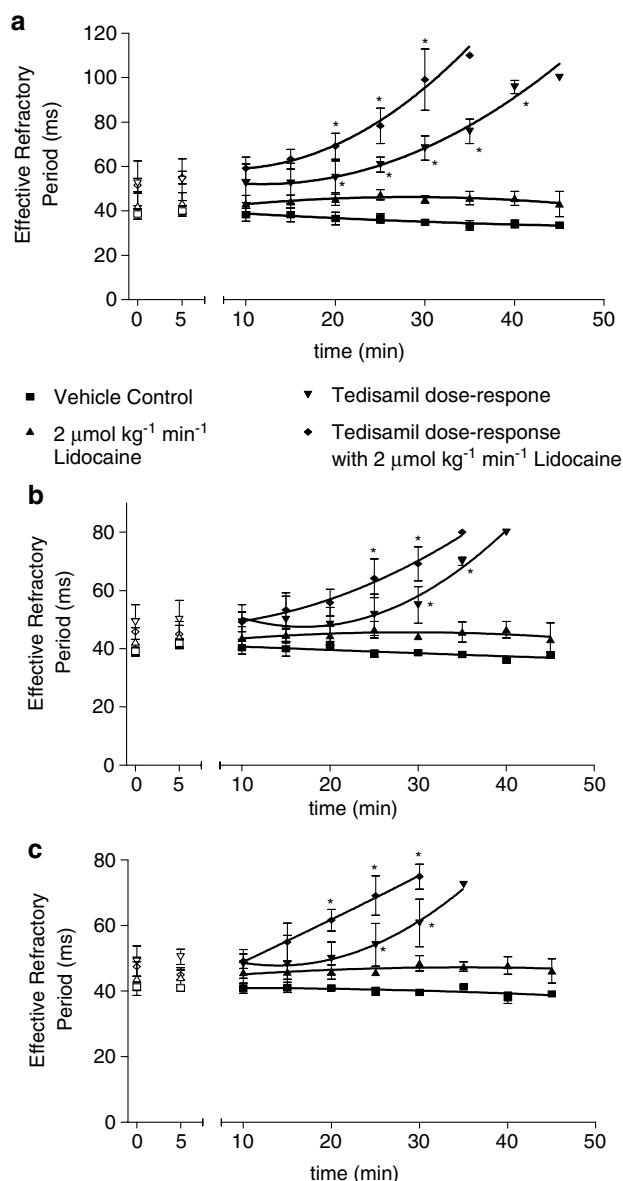 a
120
100
80
60
40
20
0
Effective Refractory
Period (ms)
* * * * * * * *
0 5 10 20 30 40 50
time (min)
Vehicle Control
2 μmol kg-1 min-1
Lidocaine
Tedisamil dose-respone
Tedisamil dose-response
with 2 μmol kg-1 min-1 Lidocaine
b
80
60
40
20
0
Effective Refractory
Period (ms)
* * * *
0 5 10 20 30 40 50
time (min)
c
80
60
40
20
0
Effective Refractory
Period (ms)
* * * * *
0 5 10 20 30 40 50
time (min)